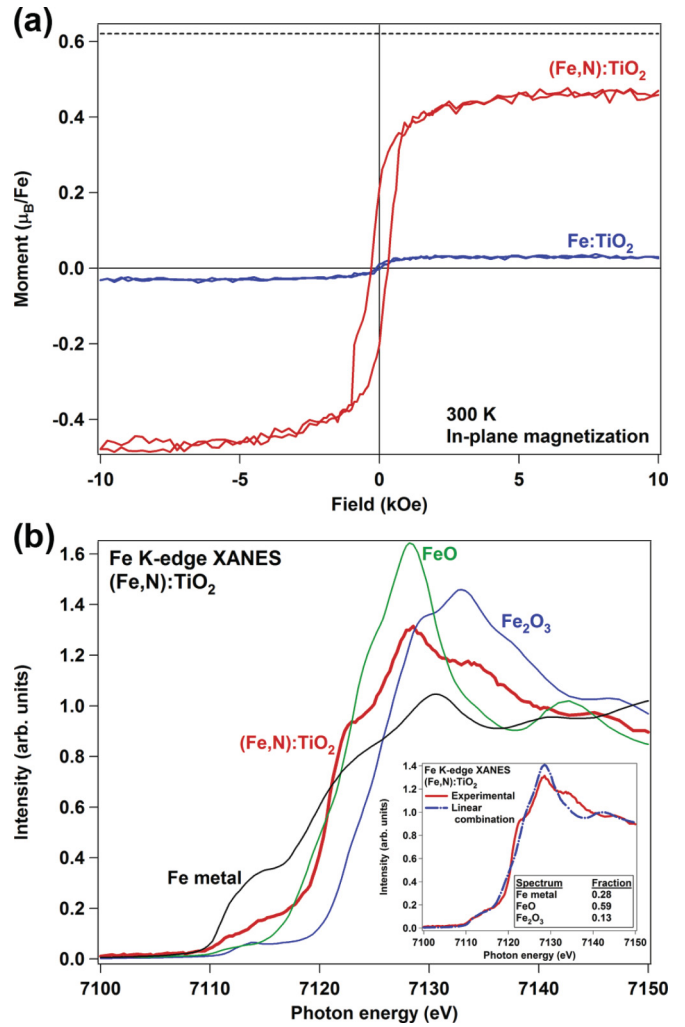 (a)
0.6
0.4
0.2
0.0
-0.2
-0.4
Moment (μB/Fe)
(Fe,N):TiO2
Fe:TiO2
300 K
In-plane magnetization
-10
-5
0
5
10
Field (kOe)
(b)
1.6
1.4
1.2
1.0
0.8
0.6
0.4
0.2
0.0
Intensity (arb. units)
Fe K-edge XANES
(Fe,N):TiO2
FeO
Fe2O3
(Fe,N):TiO2
Fe metal
1.4
1.2
1.0
0.8
0.6
0.4
0.2
0.0
Intensity (arb. units)
Fe K-edge XANES
(Fe,N):TiO2
Experimental
Linear
combination
Spectrum Fraction
Fe metal 0.28
FeO 0.59
Fe2O3 0.13
7100 7110 7120 7130 7140 7150
Photon energy (eV)
7100
7110
7120
7130
7140
7150
Photon energy (eV)